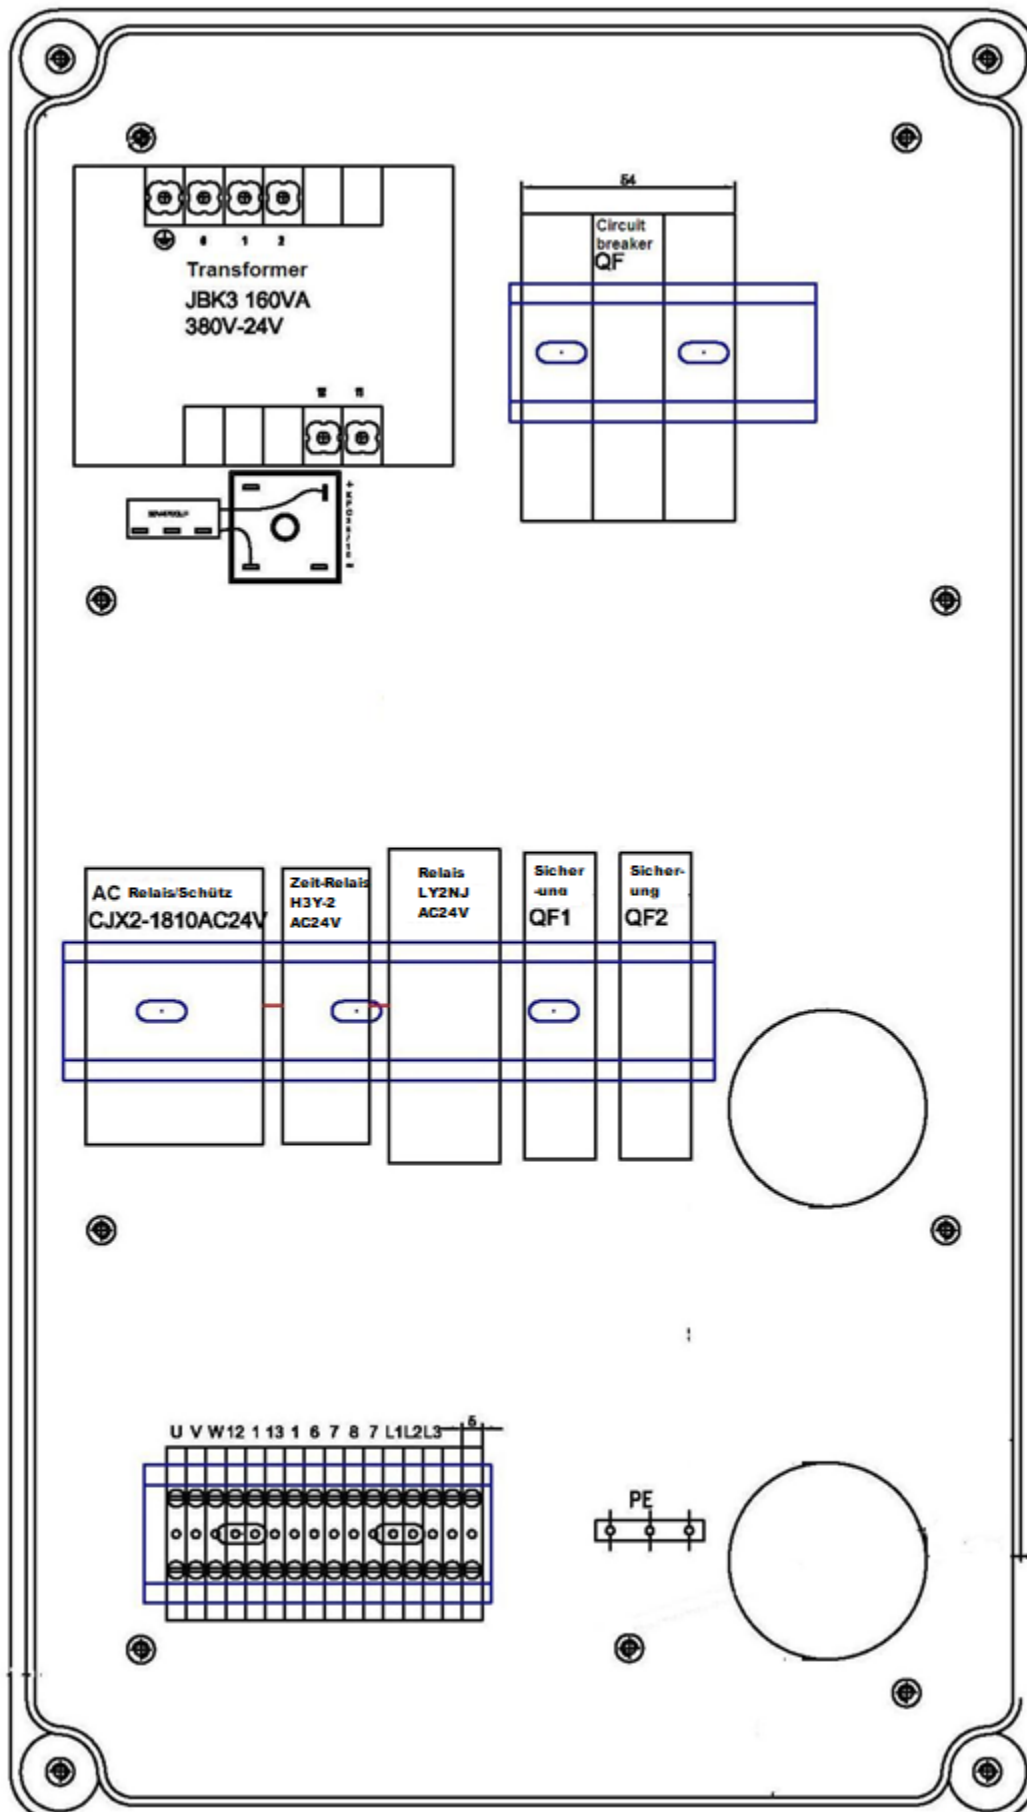 54
Circuit
breaker
QF
6 1 2
Transformer
JBK3 160VA
380V-24V
11
AC Relais/Schütz
CJX2-1810AC24V
Zeit-Relais
H3Y-2
AC24V
Relais
LY2NJ
AC24V
Sicher
-ung
QF1
Sicher-
ung
QF2
U V W 12 1 13 1 6 7 8 7 L1 L2 L3
5
PE